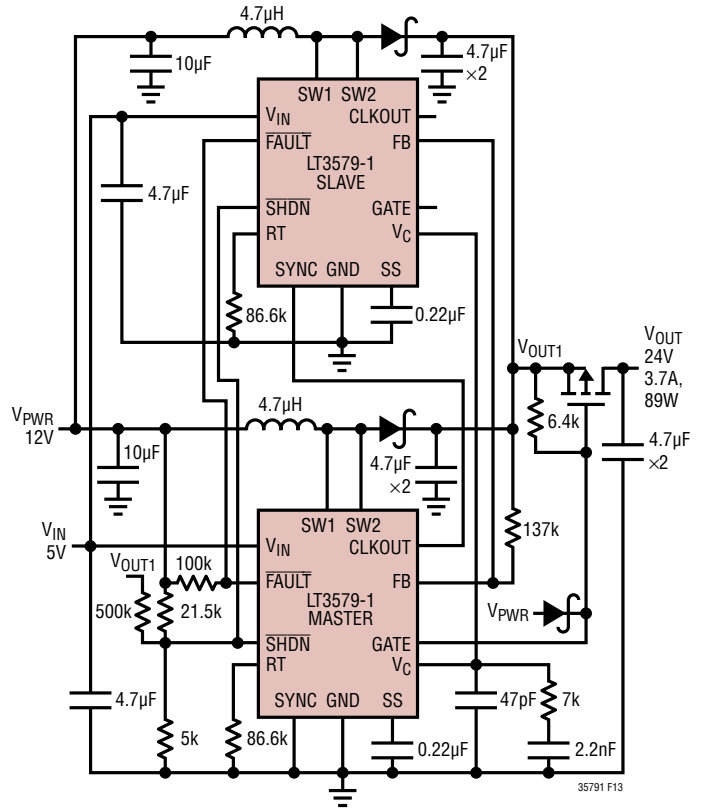 4.7µH
10µF
4.7µF
×2
SW1 SW2
VIN
CLKOUT
FAULT
FB
LT3579-1
SLAVE
4.7µF
SHDN
GATE
RT
VC
SYNC GND SS
86.6k
0.22µF
VOUT1
VOUT
24V
3.7A,
89W
VPWR
12V
4.7µH
6.4k
10µF
4.7µF
×2
4.7µF
×2
SW1 SW2
137k
VIN
5V
VIN
CLKOUT
VOUT1
100k
FAULT
FB
500k
21.5k
LT3579-1
MASTER
VPWR
SHDN
GATE
RT
VC
SYNC GND SS
4.7µF
47pF
7k
5k
86.6k
0.22µF
2.2nF
35791 F13